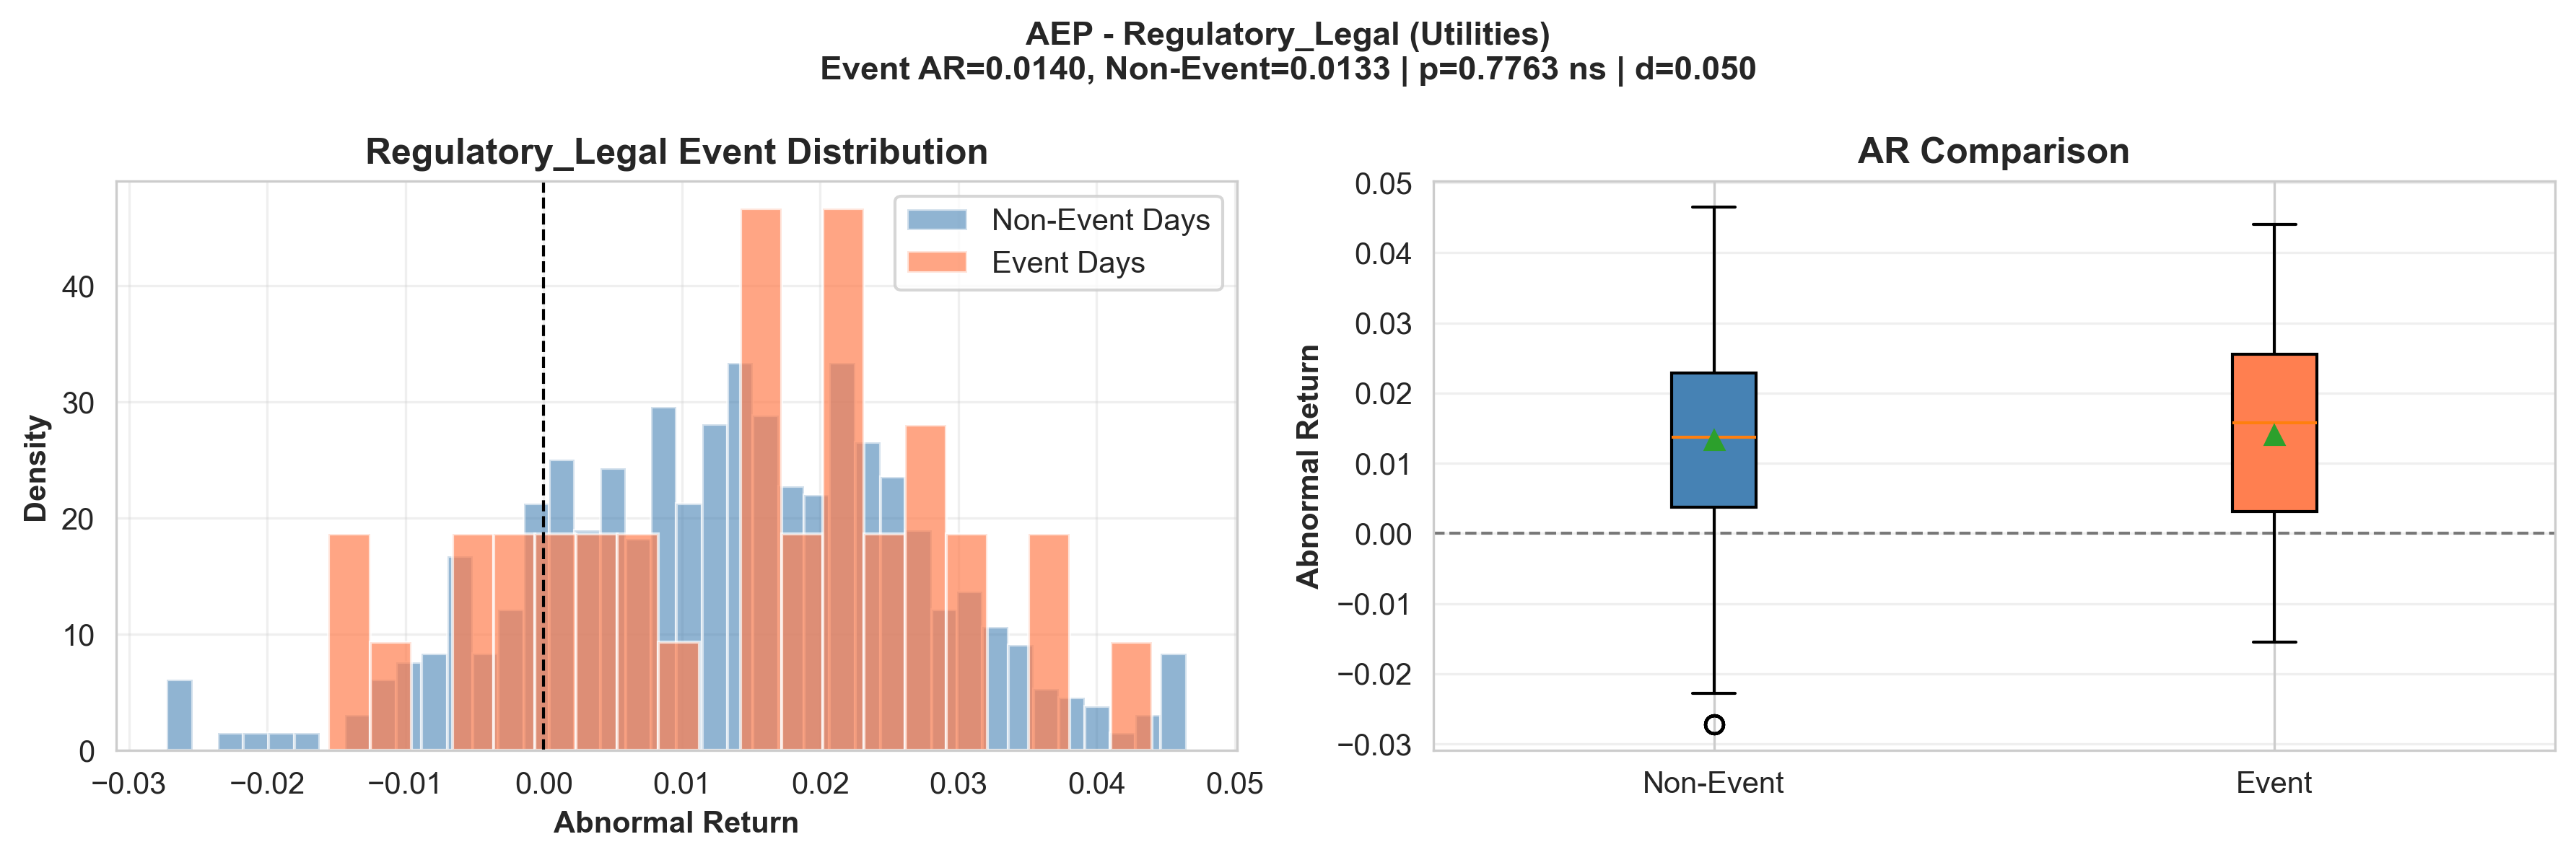 AEP - Regulatory_Legal (Utilities)
Event AR=0.0140, Non-Event=0.0133 | p=0.7763 ns | d=0.050
Regulatory_Legal Event Distribution
Non-Event Days
Event Days
Density
40
30
20
10
0
−0.03 −0.02 −0.01 0.00 0.01 0.02 0.03 0.04 0.05
Abnormal Return
AR Comparison
Abnormal Return
0.05
0.04
0.03
0.02
0.01
0.00
−0.01
−0.02
−0.03
Non-Event Event